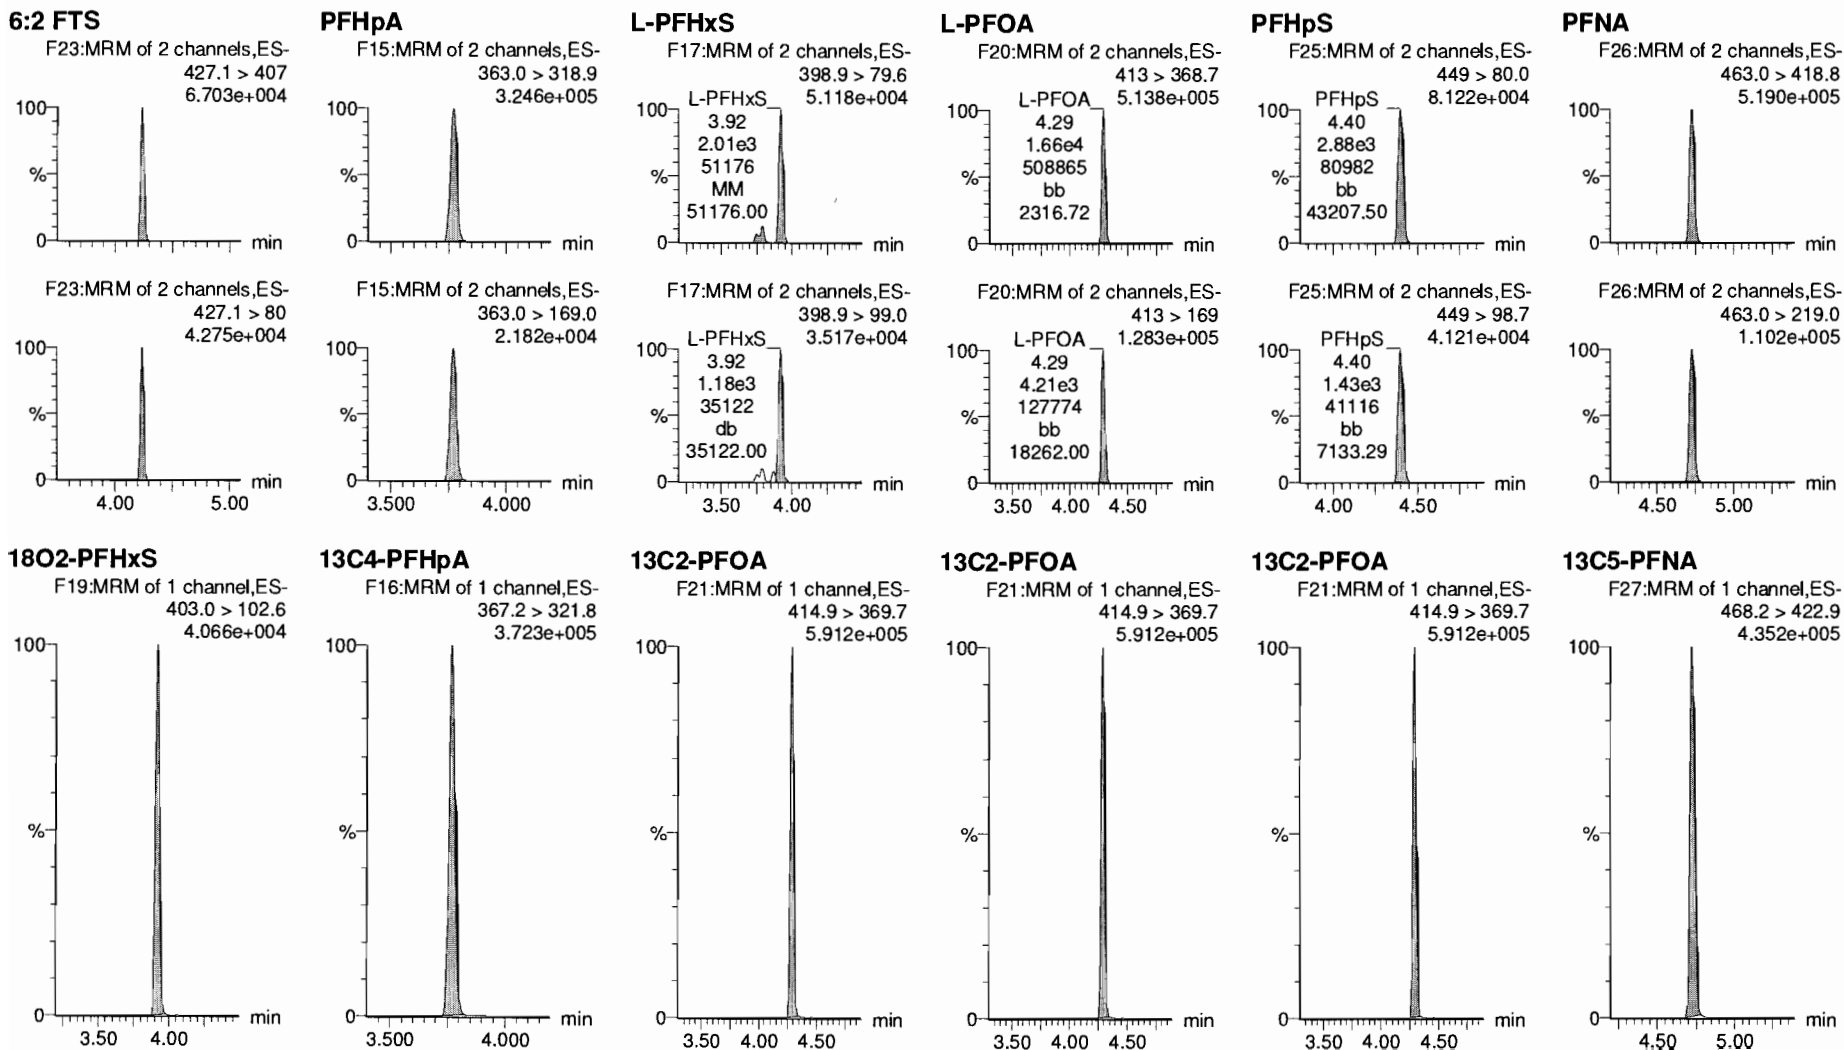 6:2 FTS
F23:MRM of 2 channels,ES-
427.1 > 407
6.703e+004
100
%
0
min
PFHpA
F15:MRM of 2 channels,ES-
363.0 > 318.9
3.246e+005
100
%
0
min
L-PFHxS
F17:MRM of 2 channels,ES-
398.9 > 79.6
5.118e+004
L-PFHxS
3.92
2.01e3
51176
MM
51176.00
100
%
0
min
L-PFOA
F20:MRM of 2 channels,ES-
413 > 368.7
5.138e+005
L-PFOA
4.29
1.66e4
508865
bb
2316.72
100
%
0
min
PFHpS
F25:MRM of 2 channels,ES-
449 > 80.0
8.122e+004
PFHpS
4.40
2.88e3
80982
bb
43207.50
100
%
0
min
PFNA
F26:MRM of 2 channels,ES-
463.0 > 418.8
5.190e+005
100
%
0
min
F23:MRM of 2 channels,ES-
427.1 > 80
4.275e+004
100
%
0
min
4.00 5.00
F15:MRM of 2 channels,ES-
363.0 > 169.0
2.182e+004
100
%
0
min
3.500 4.000
F17:MRM of 2 channels,ES-
398.9 > 99.0
3.517e+004
L-PFHxS
3.92
1.18e3
35122
db
35122.00
100
%
0
min
3.50 4.00
F20:MRM of 2 channels,ES-
413 > 169
1.283e+005
L-PFOA
4.29
4.21e3
127774
bb
18262.00
100
%
0
min
3.50 4.00 4.50
F25:MRM of 2 channels,ES-
449 > 98.7
4.121e+004
PFHpS
4.40
1.43e3
41116
bb
7133.29
100
%
0
min
4.00 4.50
F26:MRM of 2 channels,ES-
463.0 > 219.0
1.102e+005
100
%
0
min
4.50 5.00
18O2-PFHxS
F19:MRM of 1 channel,ES-
403.0 > 102.6
4.066e+004
100
%
0
min
3.50 4.00
13C4-PFHpA
F16:MRM of 1 channel,ES-
367.2 > 321.8
3.723e+005
100
%
0
min
3.500 4.000
13C2-PFOA
F21:MRM of 1 channel,ES-
414.9 > 369.7
5.912e+005
100
%
0
min
3.50 4.00 4.50
13C2-PFOA
F21:MRM of 1 channel,ES-
414.9 > 369.7
5.912e+005
100
%
0
min
3.50 4.00 4.50
13C2-PFOA
F21:MRM of 1 channel,ES-
414.9 > 369.7
5.912e+005
100
%
0
min
3.50 4.00 4.50
13C5-PFNA
F27:MRM of 1 channel,ES-
468.2 > 422.9
4.352e+005
100
%
0
min
4.50 5.00